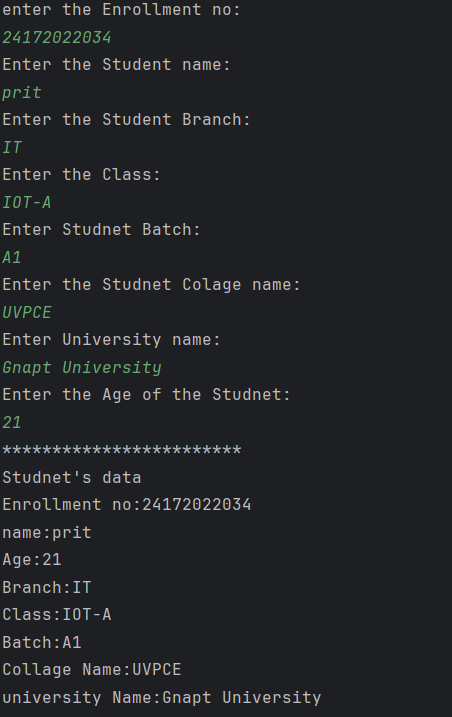 enter the Enrollment no:
24172022034
Enter the Student name:
prit
Enter the Student Branch:
IT
Enter the Class:
IOT-A
Enter Studnet Batch:
A1
Enter the Studnet Colage name:
UVPCE
Enter University name:
Gnapt University
Enter the Age of the Studnet:
21
************************
Studnet's data
Enrollment no:24172022034
name:prit
Age:21
Branch:IT
Class:IOT-A
Batch:A1
Collage Name:UVPCE
university Name:Gnapt University